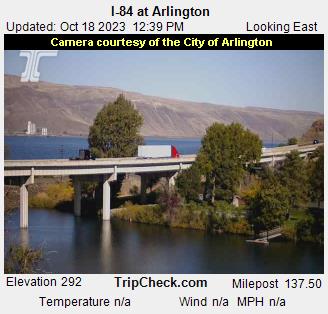 I-84 at Arlington
Updated: Oct 18 2023 12:39 PM Looking East
Camera courtesy of the City of Arlington
Elevation 292 TripCheck.com Milepost 137.50
Temperature n/a Wind n/a MPH n/a